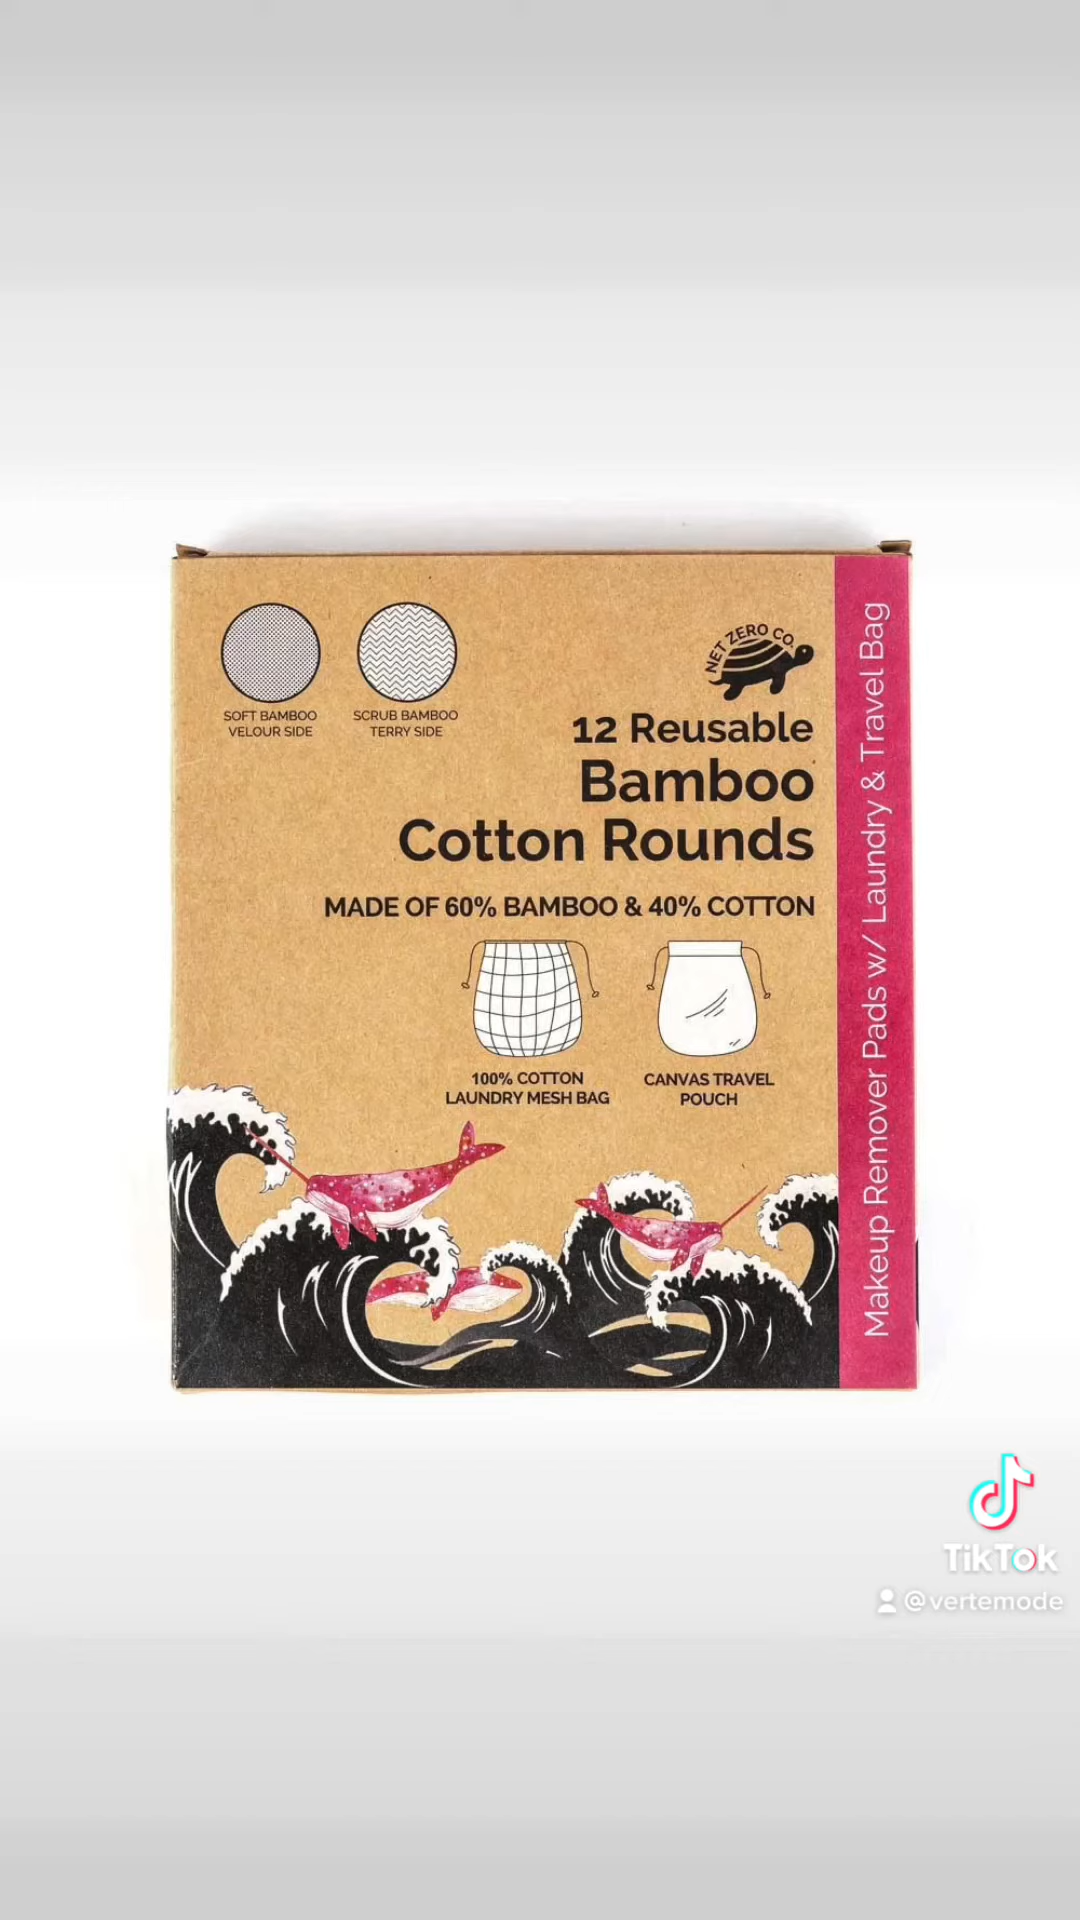 SOFT BAMBOO
VELOUR SIDE
SCRUB BAMBOO
TERRY SIDE
NET ZERO CO.
12 Reusable
Bamboo
Cotton Rounds
MADE OF 60% BAMBOO & 40% COTTON
100% COTTON
LAUNDRY MESH BAG
CANVAS TRAVEL
POUCH
Makeup Remover Pads w/ Laundry & Travel Bag
TikTok
@vertemode